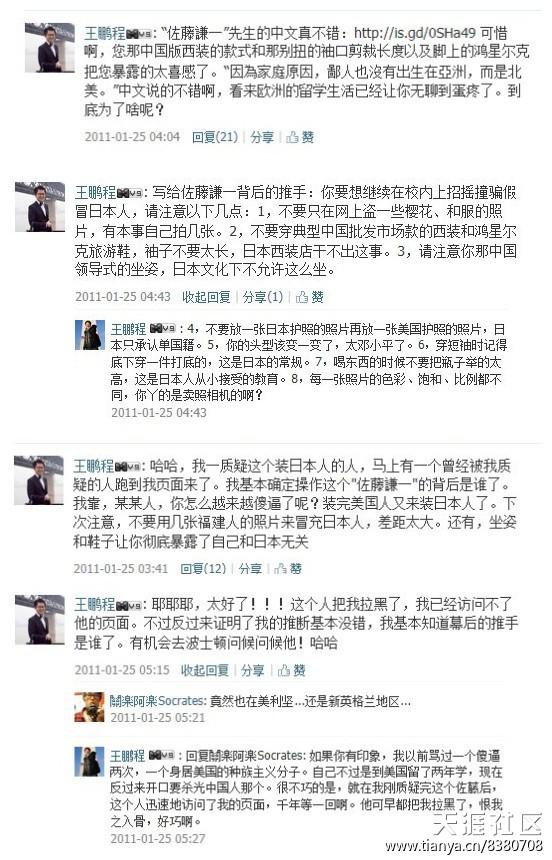 王鹏程 VS: “佐藤謙一”先生的中文真不错：http://is.gd/0SHa49 可惜
啊，您那中国版西装的款式和那别扭的袖口剪裁长度以及脚上的鸿星尔克
把您暴露的太喜感了。“因為家庭原因，鄙人也沒有出生在亞洲，而是北
美。”中文说的不错啊，看来欧洲的留学生活已经让你无聊到蛋疼了。到
底为了啥呢？
2011-01-25 04:04 回复(21) | 分享 | 赞
王鹏程 VS: 写给佐藤謙一背后的推手：你要想继续在校内上招摇撞骗假
冒日本人，请注意以下几点：1，不要只在网上盗一些樱花、和服的照
片，有本事自己拍几张。2，不要穿典型中国批发市场款的西装和鸿星尔
克旅游鞋，袖子不要太长，日本西装店干不出这事。3，请注意你那中国
领导式的坐姿，日本文化下不允许这么坐。
2011-01-25 04:43 收起回复 | 分享(1) | 赞
王鹏程 VS: 4，不要放一张日本护照的照片再放一张美国护照的照片，日
本只承认单国籍。5，你的头型该变一变了，太邓小平了。6，穿短袖时记得
底下穿一件打底的，这是日本的常规。7，喝东西的时候不要把瓶子举的太
高，这是日本人从小接受的教育。8，每一张照片的色彩、饱和、比例都不
同，你丫的是卖照相机的啊？
2011-01-25 04:43
王鹏程 VS: 哈哈，我一质疑这个装日本人的人，马上有一个曾经被我质
疑的人跑到我页面来了。我基本确定操作这个"佐藤謙一"的背后是谁了。
我靠，某某人，你怎么越来越傻逼了呢？装完美国人又来装日本人了。下
次注意，不要用几张福建人的照片来冒充日本人，差距太大。还有，坐姿
和鞋子让你彻底暴露了自己和日本无关
2011-01-25 03:41 回复(12) | 分享 | 赞
王鹏程 VS: 耶耶耶，太好了！！！这个人把我拉黑了，我已经访问不了
他的页面。不过反过来证明了我的推断基本没错，我基本知道幕后的推手
是谁了。有机会去波士顿问候问候他！哈哈
2011-01-25 05:15 收起回复 | 分享 | 赞
鬪楽阿楽Socrates: 竟然也在美利坚...还是新英格兰地区...
2011-01-25 05:21
王鹏程 VS: 回复鬪楽阿楽Socrates: 如果你有印象，我以前骂过一个傻逼
两次，一个身居美国的种族主义分子。自己不过是到美国留了两年学，现在
反过来开口要杀光中国人那个。很不巧的是，就在我刚质疑完这个佐藤后，
这个人迅速地访问了我的页面，千年等一回啊。他可早都把我拉黑了，恨我
之入骨，好巧啊。
2011-01-25 05:27
天涯社区
www.tianya.cn/8380708